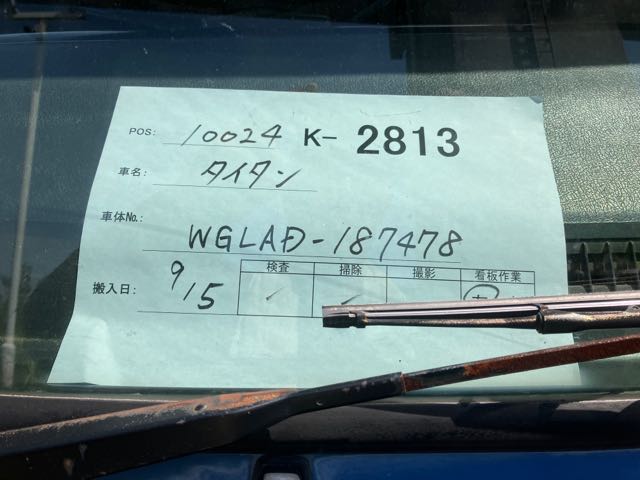 POS: 10024 K-2813
車名: タイタン
車体No.: WGLAD-187478
検査 掃除 撮影 看板作業
搬入日: 9/15 ✓ ✓